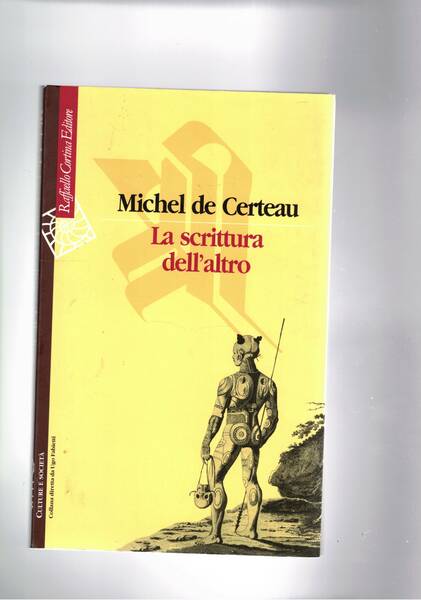 Raffaello Cortina Editore
Michel de Certeau
La scrittura
dell'altro
CULTURE E SOCIETÀ
Collana diretta da Ugo Fabietti